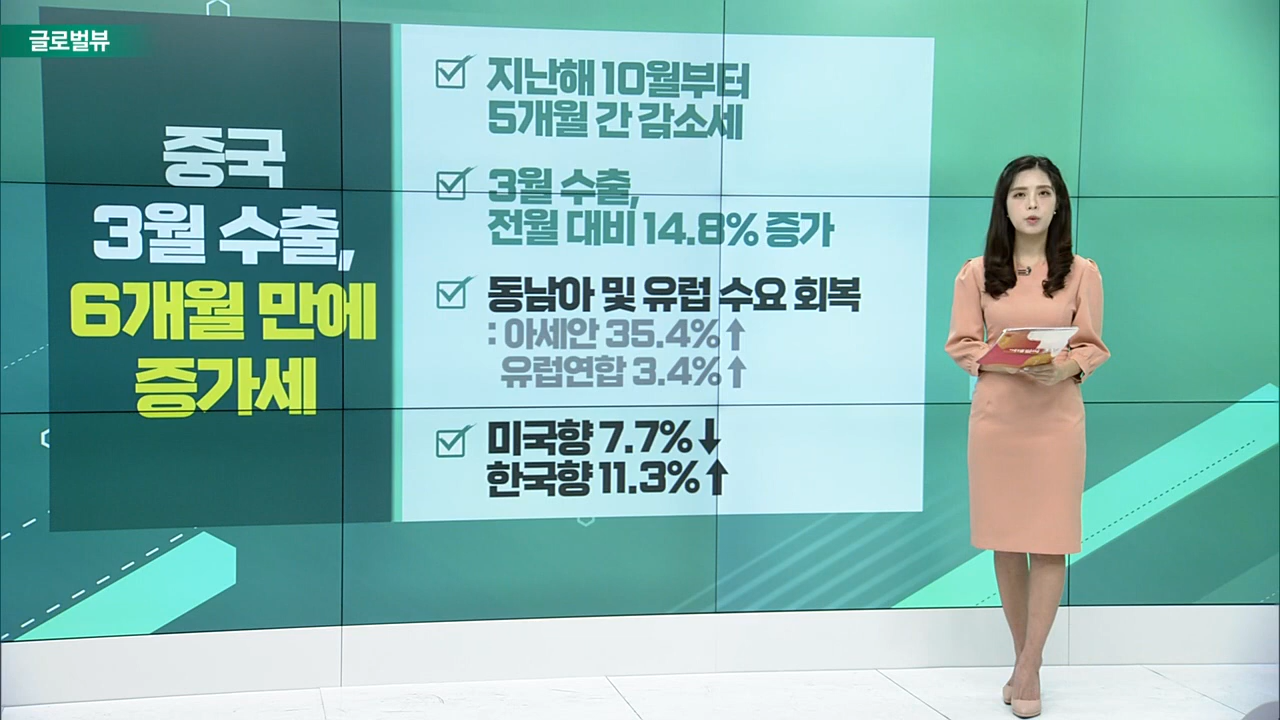 글로벌뷰
중국
3월 수출,
6개월 만에
증가세
지난해 10월부터
5개월 간 감소세
3월 수출,
전월 대비 14.8% 증가
동남아 및 유럽 수요 회복
: 아세안 35.4%↑
유럽연합 3.4%↑
미국향 7.7%↓
한국향 11.3%↑